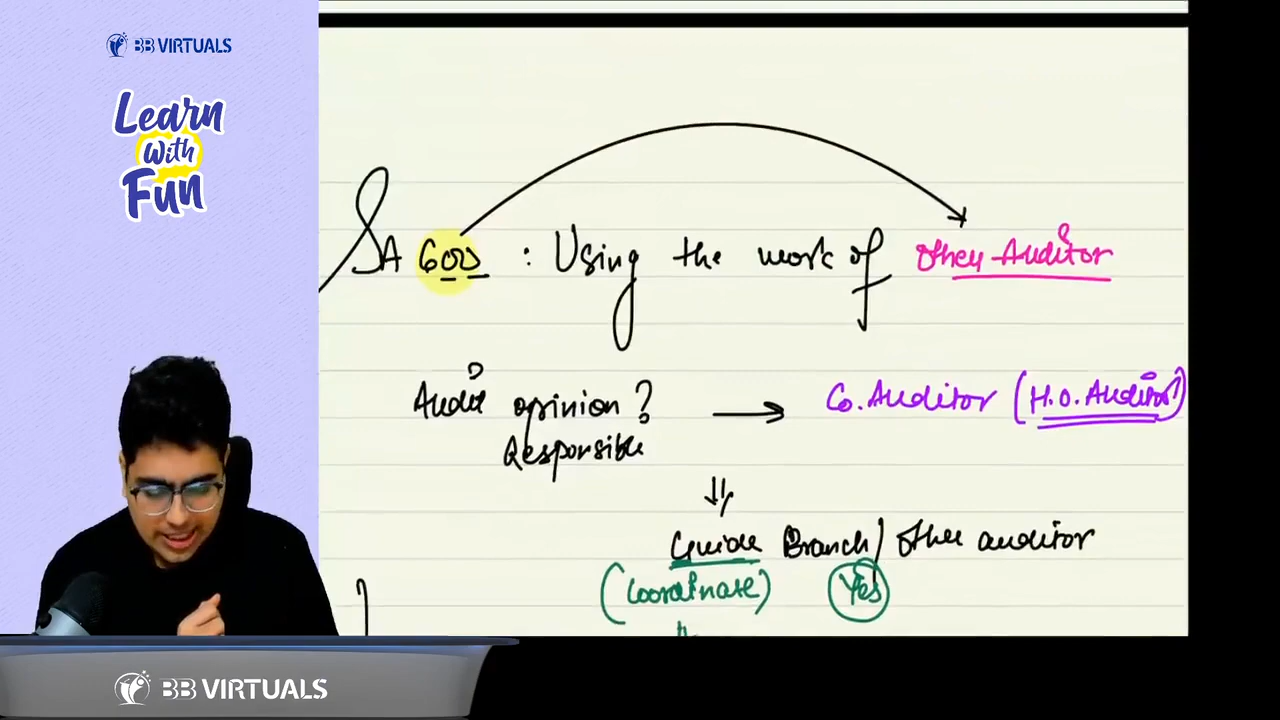 BB VIRTUALS
Learn
With
Fun
SA 600 : Using the work of Other Auditor
Audit opinion ? → Co. Auditor (H.O. Auditor)
Responsible
Guide Branch / other auditor
(Coordinate) Yes
BB VIRTUALS